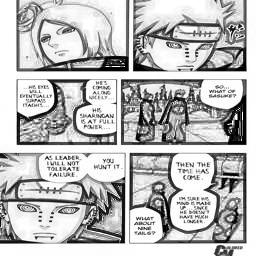 HIS EYES
WILL
EVENTUALLY
SURPASS
ITACHI'S.
HE'S
COMING
ALONG
NICELY...
HIS
SHARINGAN
IS AT FULL
POWER...
SO...
WHAT OF
SASUKE?
AS LEADER,
I WILL NOT
TOLERATE
FAILURE.
YOU
HUNT IT.
THEN THE
TIME HAS
COME.
I'M SURE HIS
MIND IS MADE
UP... SINCE
HE DOESN'T
HAVE MUCH
LONGER.
WHAT
ABOUT
NINE
TAILS?